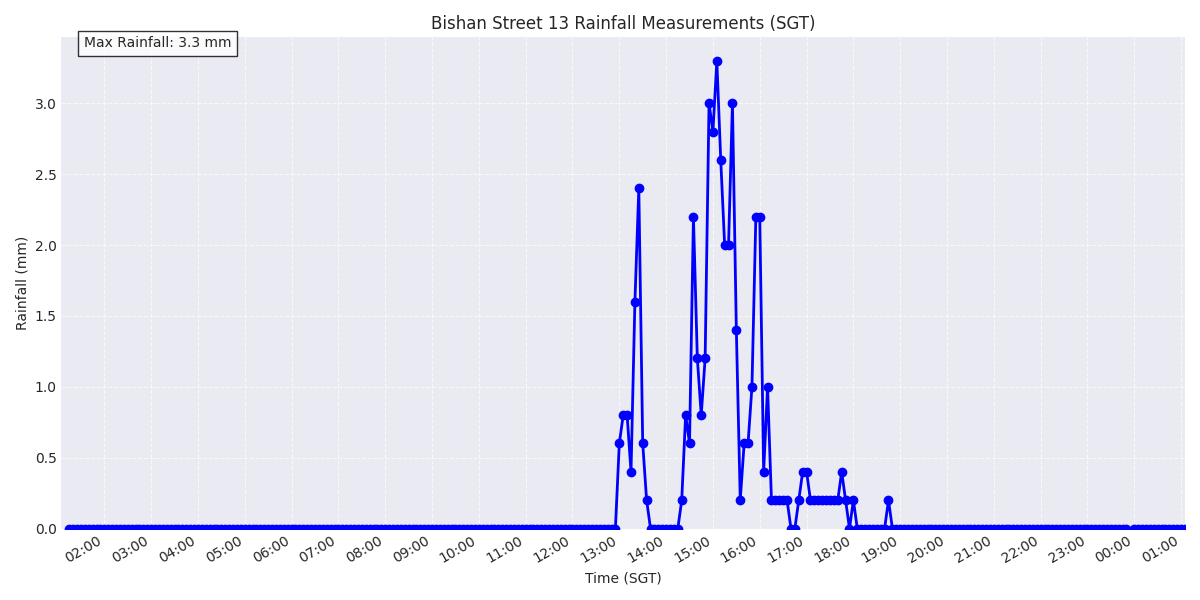 Bishan Street 13 Rainfall Measurements (SGT)
Max Rainfall: 3.3 mm
Rainfall (mm)
3.0
2.5
2.0
1.5
1.0
0.5
0.0
02:00 03:00 04:00 05:00 06:00 07:00 08:00 09:00 10:00 11:00 12:00 13:00 14:00 15:00 16:00 17:00 18:00 19:00 20:00 21:00 22:00 23:00 00:00 01:00
Time (SGT)